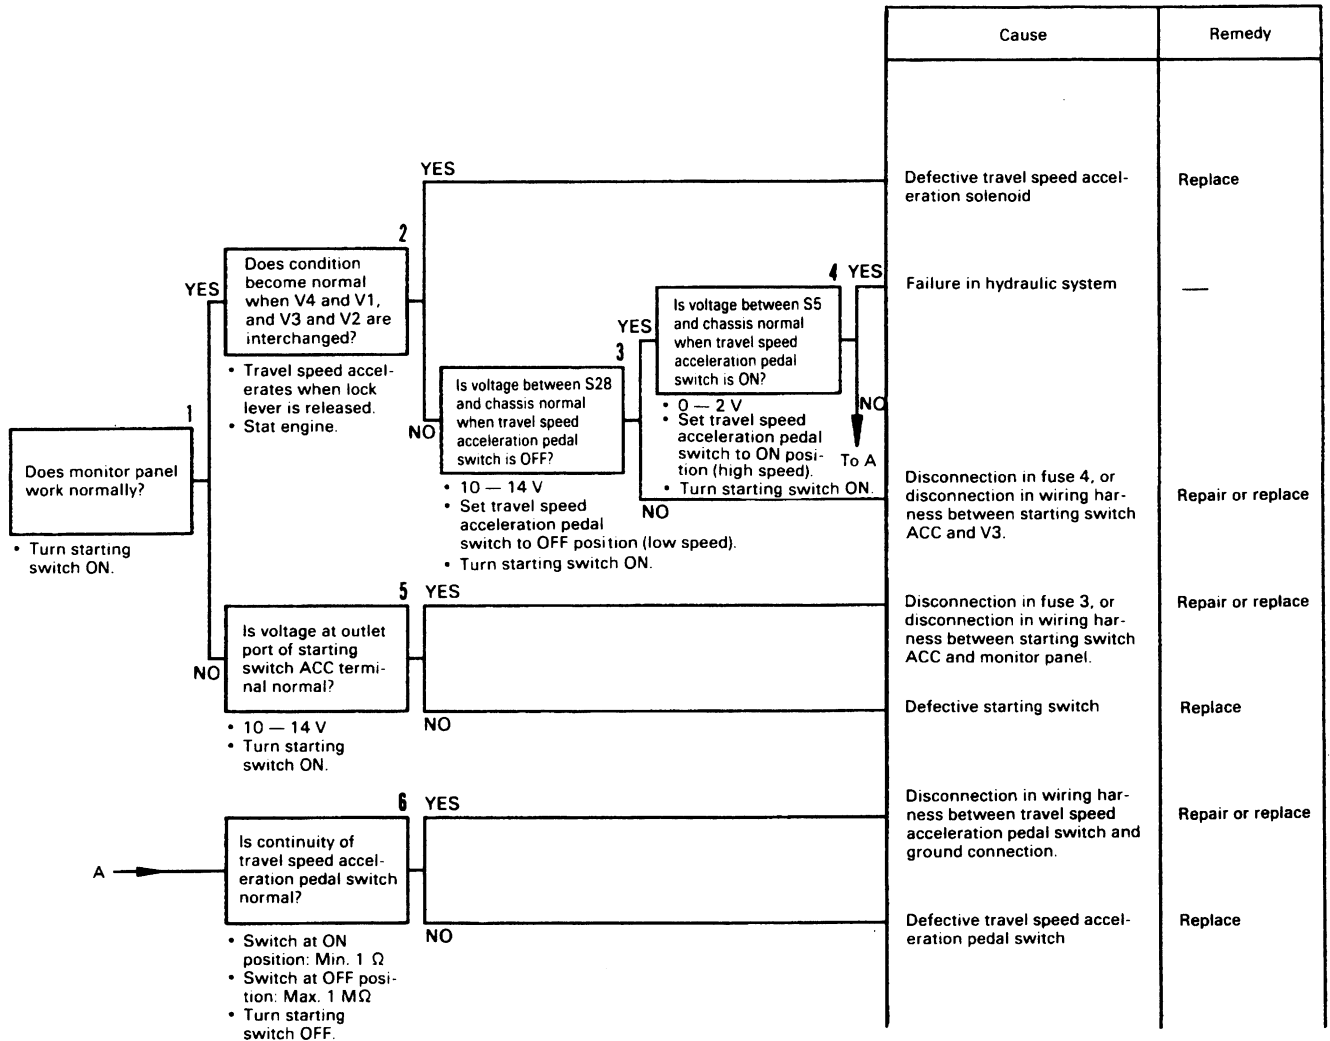 Cause
Remedy
YES
Defective travel speed accel-
eration solenoid
Replace
2
Does condition
become normal
when V4 and V1,
and V3 and V2 are
interchanged?
YES
• Travel speed accel-
erates when lock
lever is released.
• Stat engine.
4
YES
Is voltage between S5
and chassis normal
when travel speed
acceleration pedal
switch is ON?
Failure in hydraulic system
—
YES
3
Is voltage between S28
and chassis normal
when travel speed
acceleration pedal
switch is OFF?
NO
• 0 — 2 V
• Set travel speed
acceleration pedal
switch to ON posi-
tion (high speed).
• Turn starting switch ON.
NO
To A
1
Does monitor panel
work normally?
• Turn starting
switch ON.
• 10 — 14 V
• Set travel speed
acceleration pedal
switch to OFF position (low speed).
• Turn starting switch ON.
NO
Disconnection in fuse 4, or
disconnection in wiring har-
ness between starting switch
ACC and V3.
Repair or replace
5
YES
Is voltage at outlet
port of starting
switch ACC termi-
nal normal?
NO
• 10 — 14 V
• Turn starting
switch ON.
Disconnection in fuse 3, or
disconnection in wiring har-
ness between starting switch
ACC and monitor panel.
Repair or replace
NO
Defective starting switch
Replace
6
YES
A
Is continuity of
travel speed accel-
eration pedal switch
normal?
Disconnection in wiring har-
ness between travel speed
acceleration pedal switch and
ground connection.
Repair or replace
NO
• Switch at ON
position: Min. 1 Ω
• Switch at OFF posi-
tion: Max. 1 MΩ
• Turn starting
switch OFF.
Defective travel speed accel-
eration pedal switch
Replace